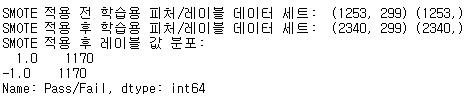 SMOTE 적용 전 학습용 피처/레이블 데이터 세트:  (1253, 299) (1253,)
SMOTE 적용 후 학습용 피처/레이블 데이터 세트:  (2340, 299) (2340,)
SMOTE 적용 후 레이블 값 분포:
  1.0    1170
-1.0    1170
Name: Pass/Fail, dtype: int64